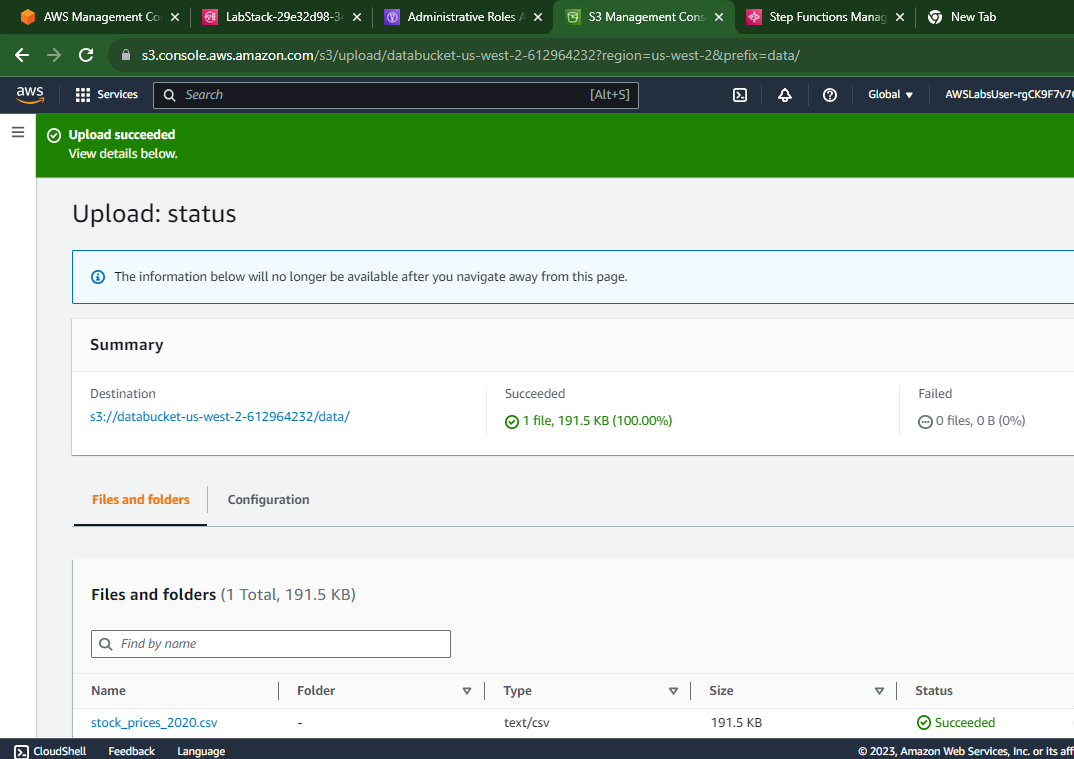 AWS Management Co
LabStack-29e32d98-34
Administrative Roles A
S3 Management Cons
Step Functions Manag
New Tab
s3.console.aws.amazon.com/s3/upload/databucket-us-west-2-612964232?region=us-west-2&prefix=data/
aws
Services
Search
[Alt+S]
Global
AWSLabsUser-rgCK9F7v7
Upload succeeded
View details below.
Upload: status
The information below will no longer be available after you navigate away from this page.
Summary
Destination
s3://databucket-us-west-2-612964232/data/
Succeeded
1 file, 191.5 KB (100.00%)
Failed
0 files, 0 B (0%)
Files and folders
Configuration
Files and folders (1 Total, 191.5 KB)
Find by name
Name
Folder
Type
Size
Status
stock_prices_2020.csv
-
text/csv
191.5 KB
Succeeded
CloudShell
Feedback
Language
© 2023, Amazon Web Services, Inc. or its aff